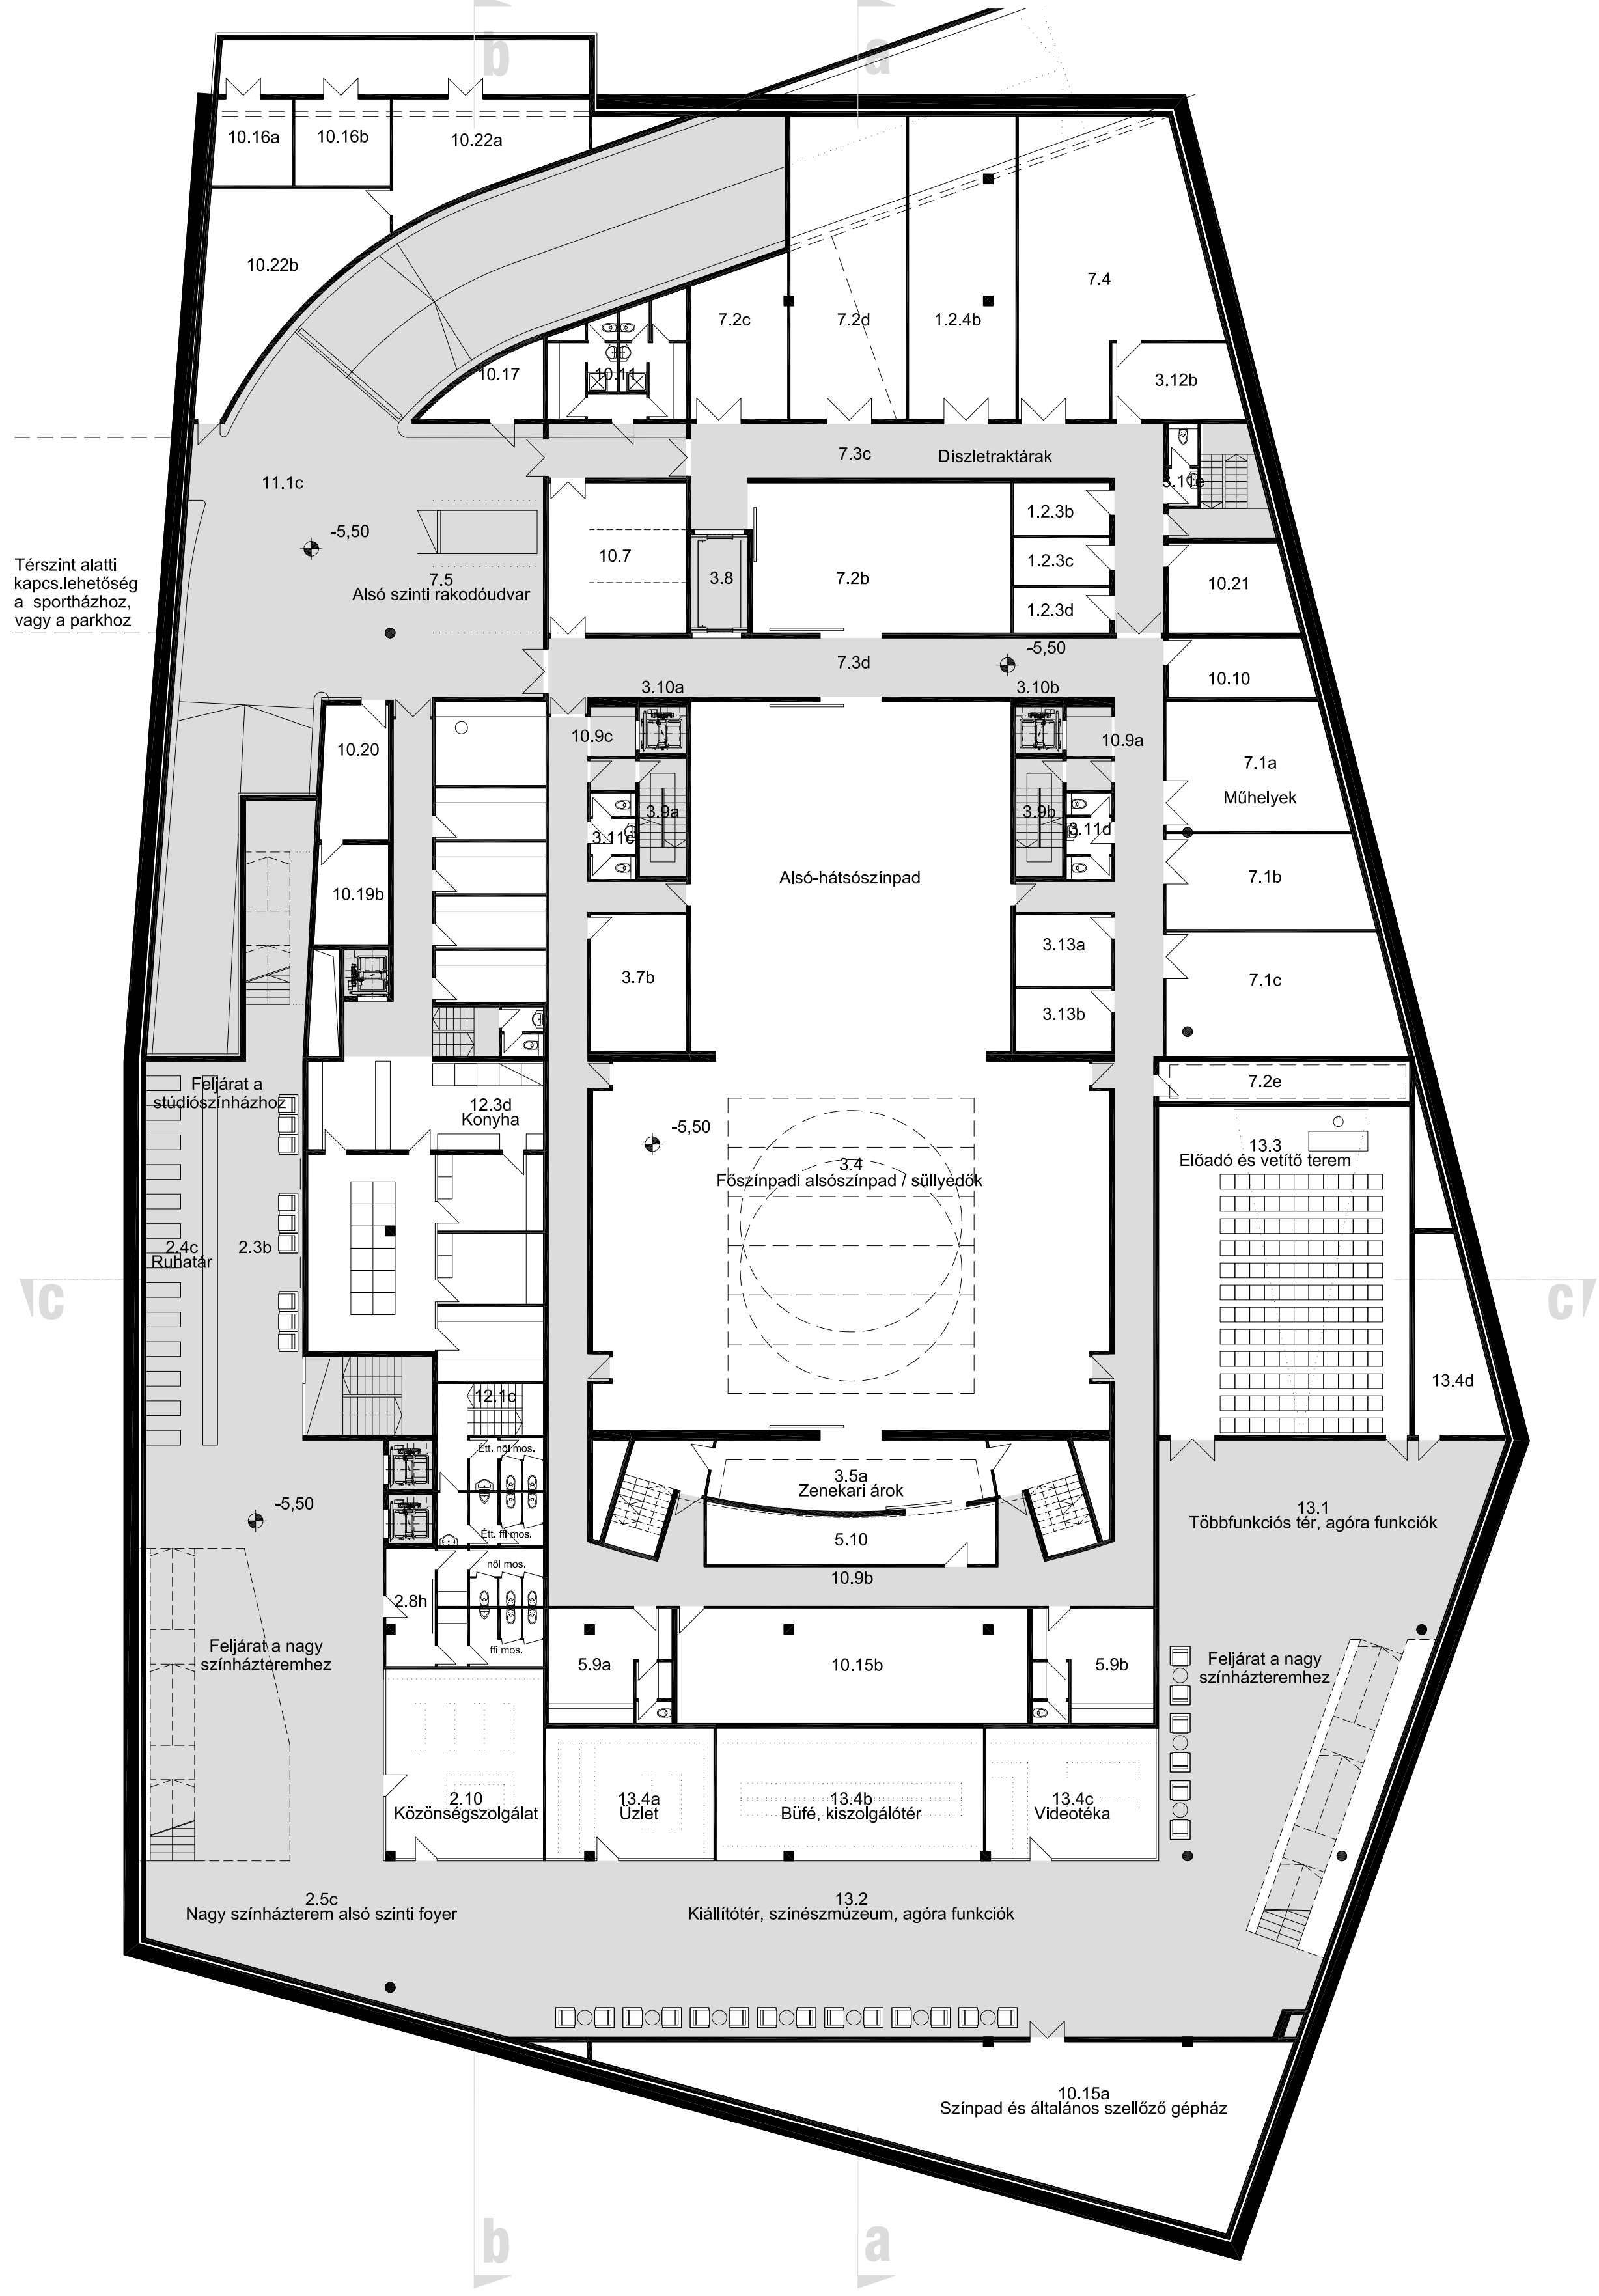 b
a
10.16a
10.16b
10.22a
10.22b
7.4
7.2c
7.2d
1.2.4b
10.17
10.11
3.12b
7.3c
Díszletraktárak
11.1c
3.11e
-5,50
1.2.3b
Térszint alatti
kapcs.lehetőség
a sportházhoz,
vagy a parkhoz
10.7
1.2.3c
7.5
Alsó szinti rakodóudvar
3.8
7.2b
10.21
1.2.3d
-5,50
7.3d
10.10
3.10a
3.10b
10.9c
10.9a
10.20
7.1a
Műhelyek
3.9a
3.9b
3.11c
3.11d
Alsó-hátsószínpad
7.1b
10.19b
3.13a
3.7b
7.1c
3.13b
Feljárat a
stúdiószínházhoz
7.2e
12.3d
Konyha
-5,50
13.3
Előadó és vetítő terem
3.4
Főszínpadi alsószínpad / süllyedők
2.4c
Ruhatár
2.3b
c
c
13.4d
12.1c
Étt. női mos.
3.5a
Zenekari árok
-5,50
13.1
Többfunkciós tér, agóra funkciók
Étt. ffi mos.
5.10
női mos.
10.9b
2.8h
Feljárat a nagy
színházteremhez
ffi mos.
5.9a
10.15b
5.9b
Feljárat a nagy
színházteremhez
2.10
Közönségszolgálat
13.4a
Üzlet
13.4b
Büfé, kiszolgálótér
13.4c
Videotéka
2.5c
Nagy színházterem alsó szinti foyer
13.2
Kiállítótér, színészmúzeum, agóra funkciók
10.15a
Színpad és általános szellőző gépház
b
a